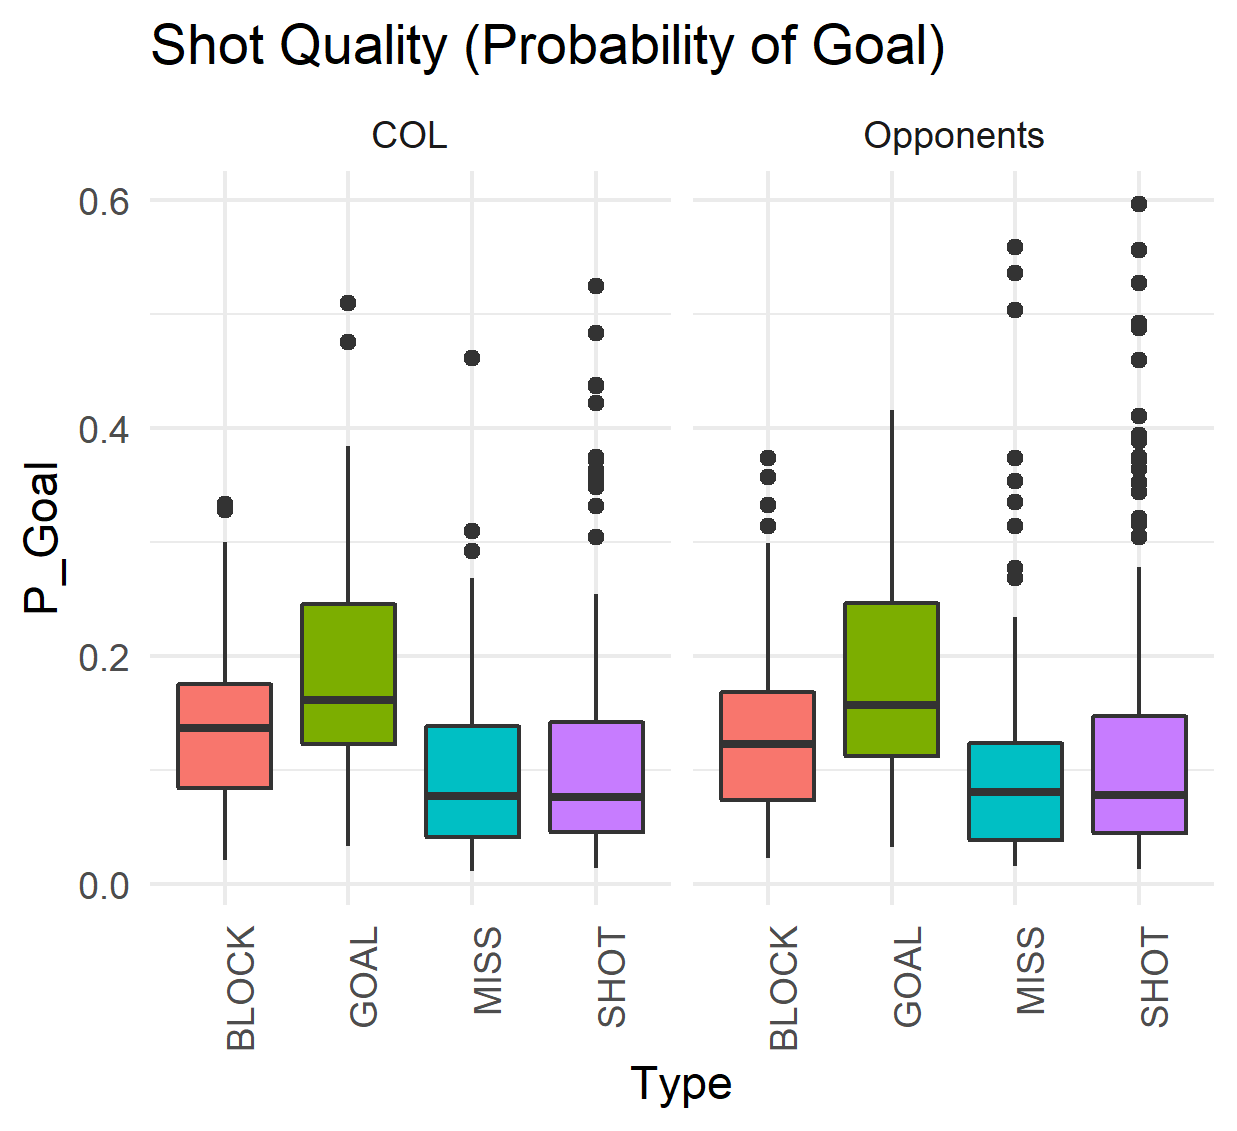 Shot Quality (Probability of Goal)
COL
Opponents
0.6
0.4
0.2
0.0
P_Goal
BLOCK
GOAL
MISS
SHOT
BLOCK
GOAL
MISS
SHOT
Type